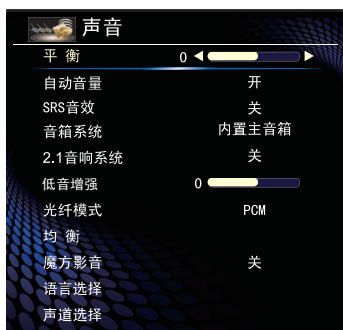 声音
平 衡 0
自动音量 开
SRS音效 关
音箱系统 内置主音箱
2.1音响系统 关
低音增强 0
光纤模式 PCM
均 衡
魔方影音 关
语言选择
声道选择